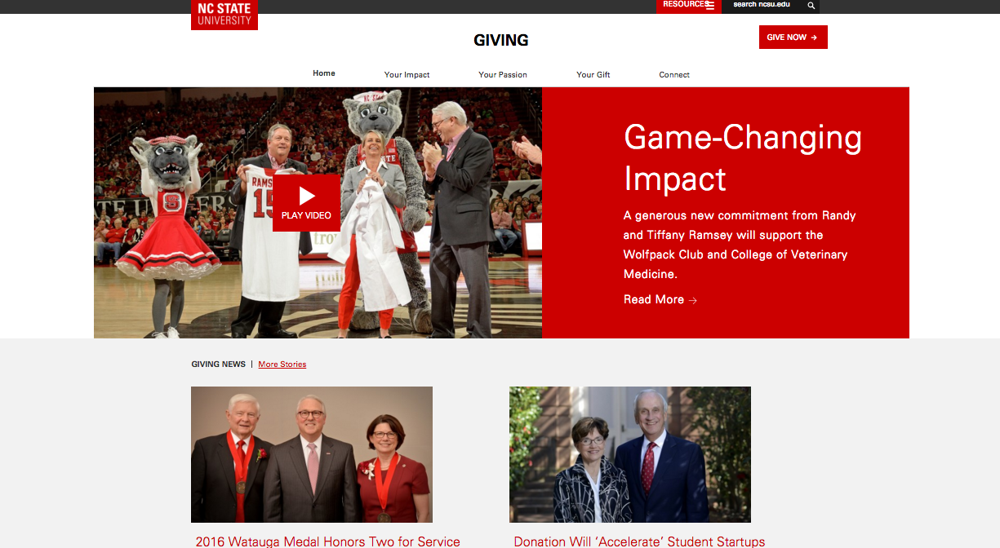 NC STATE
UNIVERSITY
RESOURCES
search ncsu.edu
GIVING
GIVE NOW →
Home
Your Impact
Your Passion
Your Gift
Connect
NC STATE
RAMS
15
PLAY VIDEO
Game-Changing
Impact
A generous new commitment from Randy
and Tiffany Ramsey will support the
Wolfpack Club and College of Veterinary
Medicine.
Read More →
GIVING NEWS | More Stories
2016 Watauga Medal Honors Two for Service
Donation Will ‘Accelerate’ Student Startups